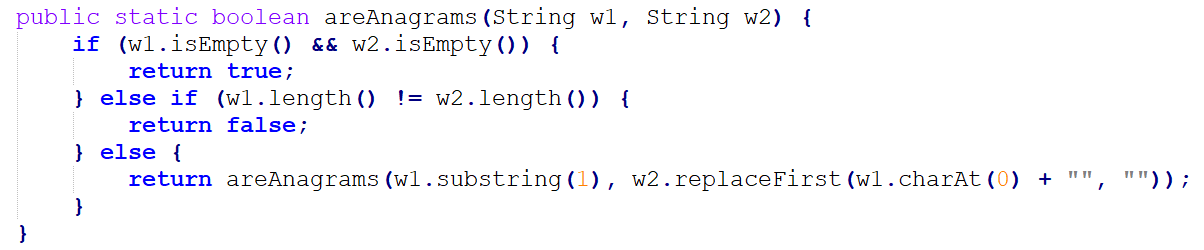 public static boolean areAnagrams(String w1, String w2) {
    if (w1.isEmpty() && w2.isEmpty()) {
        return true;
    } else if (w1.length() != w2.length()) {
        return false;
    } else {
        return areAnagrams(w1.substring(1), w2.replaceFirst(w1.charAt(0) + "", ""));
    }
}